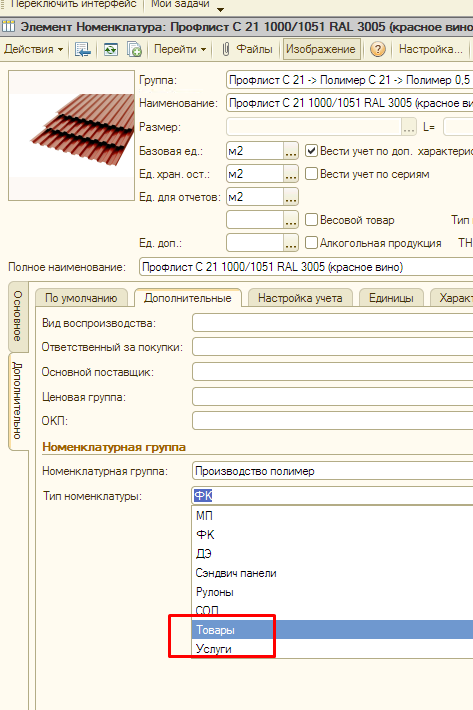 Переключить интерфейс Мои задачи
Элемент Номенклатура: Профлист С 21 1000/1051 RAL 3005 (красное вино
Действия Перейти Файлы Изображение ? Настройка...
Группа: Профлист С 21 -> Полимер С 21 -> Полимер 0,5
Наименование: Профлист С 21 1000/1051 RAL 3005 (красное вин
Размер: ... L=
Базовая ед.: м2 ... Вести учет по доп. характерис
Ед. хран. ост.: м2 ... Вести учет по сериям
Ед. для отчетов: м2 ...
... Весовой товар Тип
Ед. доп.: ... Алкогольная продукция ТН
Полное наименование: Профлист С 21 1000/1051 RAL 3005 (красное вино)
Основное
Дополнительно
По умолчанию Дополнительные Настройка учета Единицы Характ
Вид воспроизводства:
Ответственный за покупки:
Основной поставщик:
Ценовая группа:
ОКП:
Номенклатурная группа
Номенклатурная группа: Производство полимер
Тип номенклатуры: ФК
МП
ФК
ДЭ
Сэндвич панели
Рулоны
СОП
Товары
Услуги